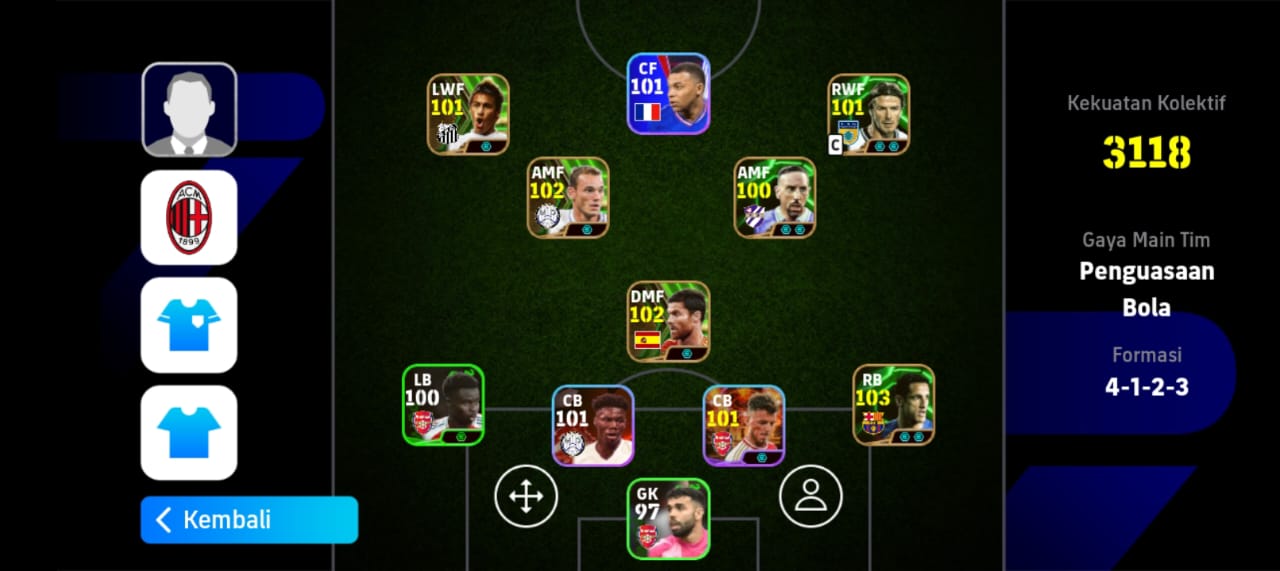 CF
101
LWF
101
RWF
101
C
AMF
102
AMF
100
DMF
102
LB
100
CB
101
CB
101
RB
103
GK
97
ACM
1899
Kembali
Kekuatan Kolektif
3118
Gaya Main Tim
Penguasaan
Bola
Formasi
4-1-2-3